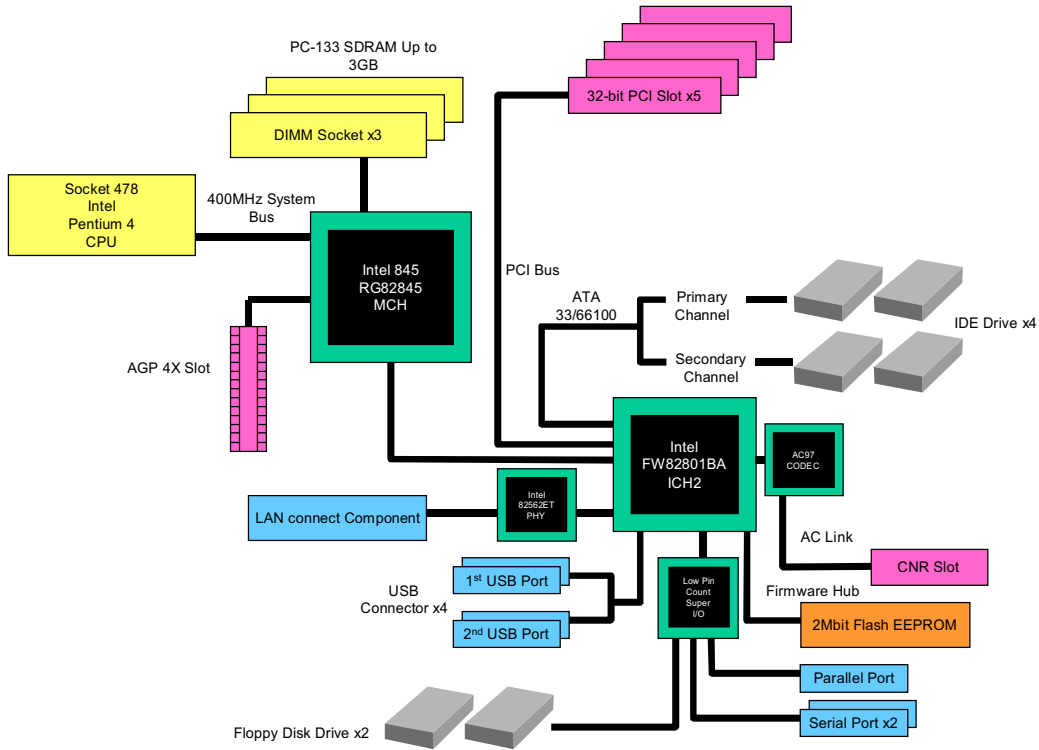 PC-133 SDRAM Up to
3GB
DIMM Socket x3
32-bit PCI Slot x5
Socket 478
Intel
Pentium 4
CPU
400MHz System
Bus
Intel 845
RG82845
MCH
AGP 4X Slot
PCI Bus
ATA
33/66100
Primary
Channel
Secondary
Channel
IDE Drive x4
Intel
FW82801BA
ICH2
AC97
CODEC
Intel
82562ET
PHY
LAN connect Component
AC Link
CNR Slot
USB
Connector x4
1st USB Port
2nd USB Port
Low Pin
Count
Super
I/O
Firmware Hub
2Mbit Flash EEPROM
Parallel Port
Serial Port x2
Floppy Disk Drive x2